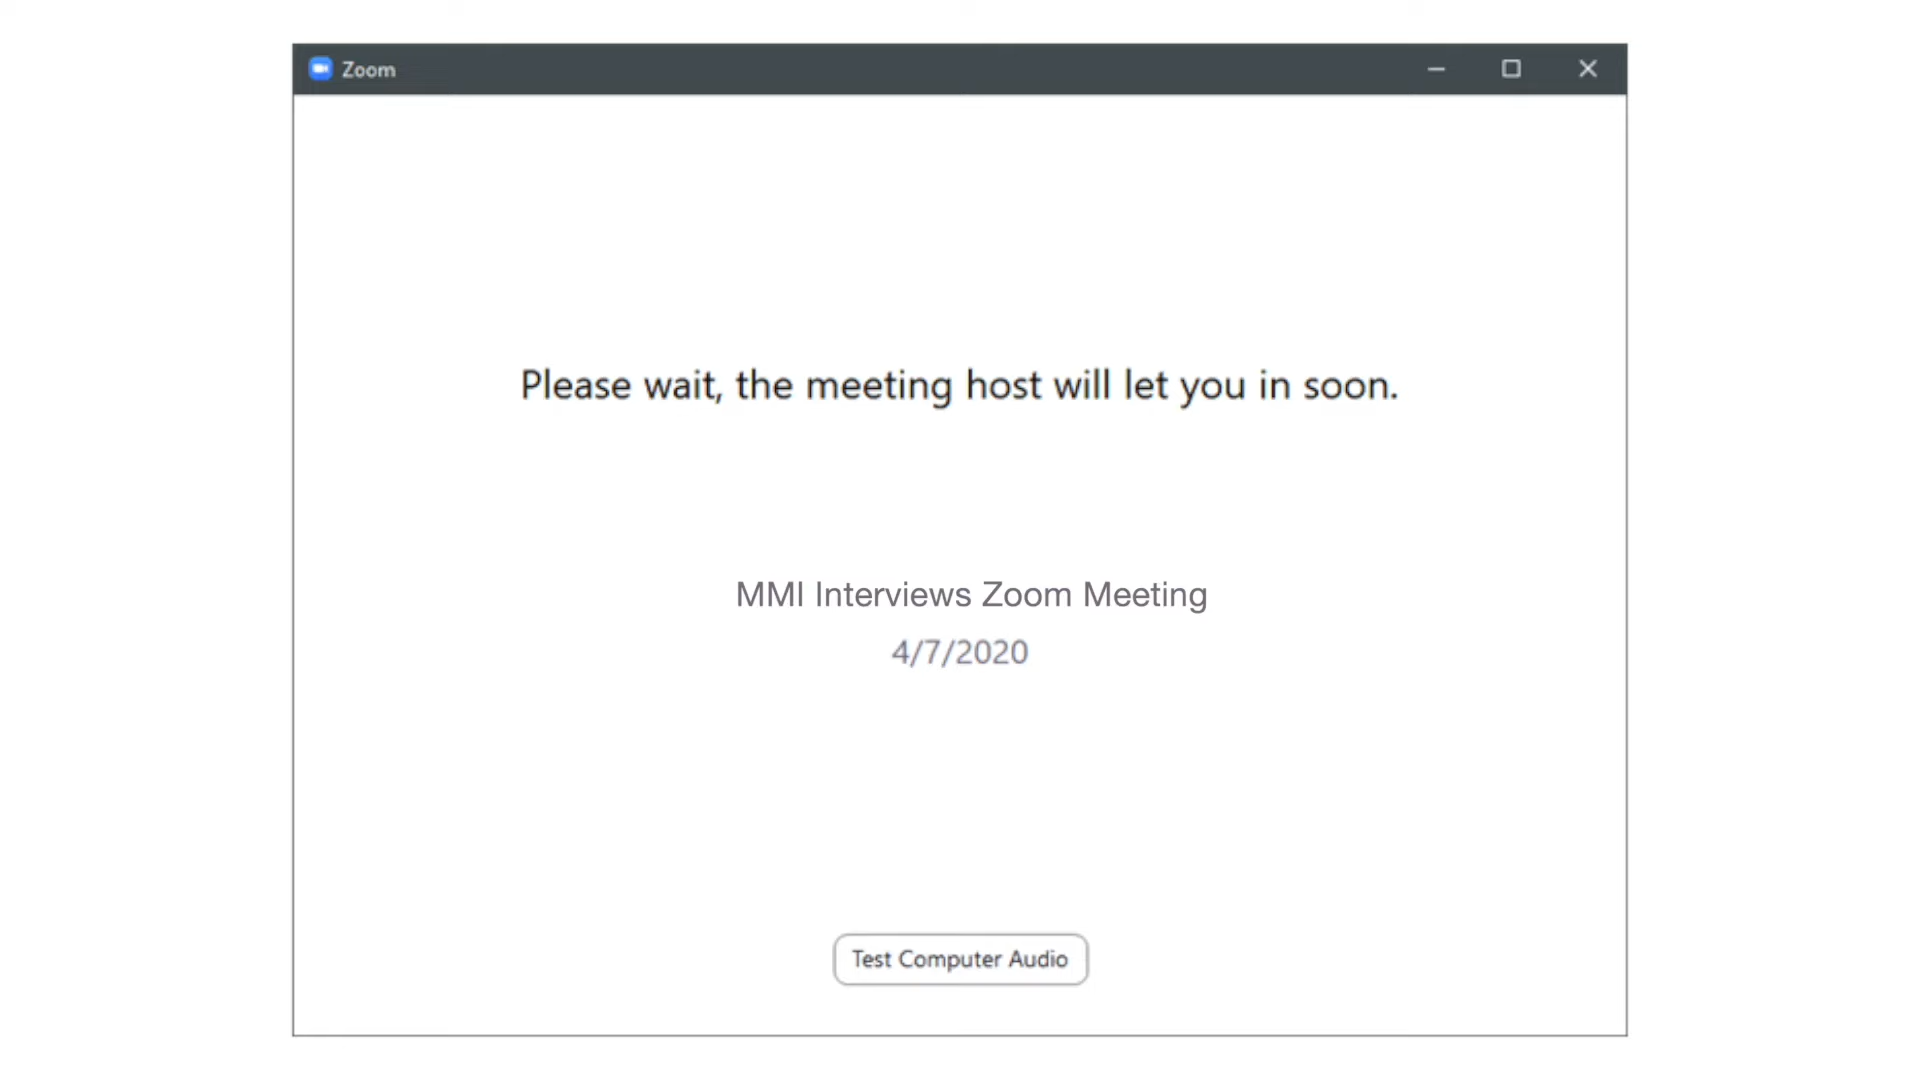 Zoom
Please wait, the meeting host will let you in soon.
MMI Interviews Zoom Meeting
4/7/2020
Test Computer Audio